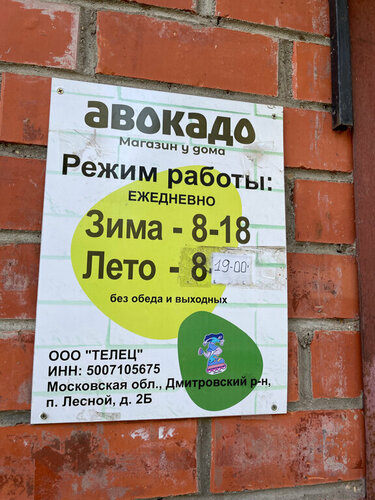 авокадо
Магазин у дома
Режим работы:
ЕЖЕДНЕВНО
Зима - 8-18
Лето - 8 19-00
без обеда и выходных
ООО "ТЕЛЕЦ"
ИНН: 5007105675
Московская обл., Дмитровский р-н,
п. Лесной, д. 2Б